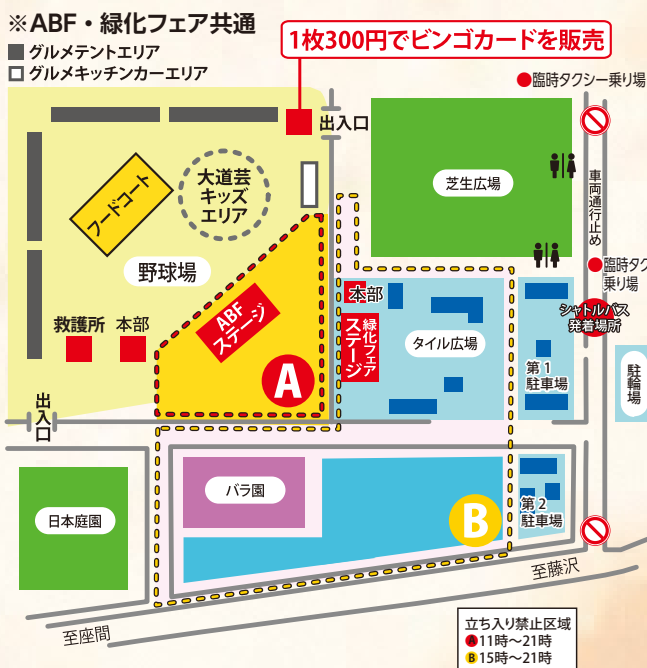 ※ABF・緑化フェア共通
グルメテントエリア
グルメキッチンカーエリア
1枚300円でビンゴカードを販売
臨時タクシー乗り場
出入口
大道芸
キッズ
エリア
フードコート
芝生広場
車両通行止め
野球場
臨時タク
乗り場
本部
シャトルバス
発着場所
ABF
ステージ
緑化フェア
ステージ
タイル広場
救護所
本部
A
第1
駐車場
駐輪場
出入口
バラ園
日本庭園
B
第2
駐車場
至藤沢
至座間
立ち入り禁止区域
A 11時〜21時
B 15時〜21時